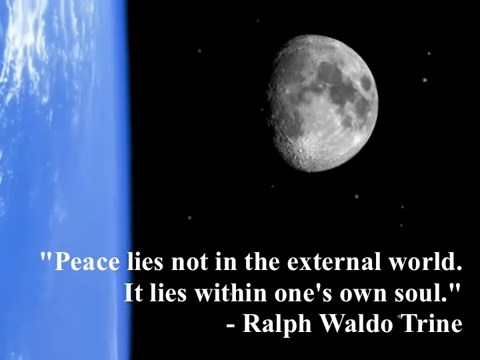 "Peace lies not in the external world.
It lies within one's own soul."
- Ralph Waldo Trine